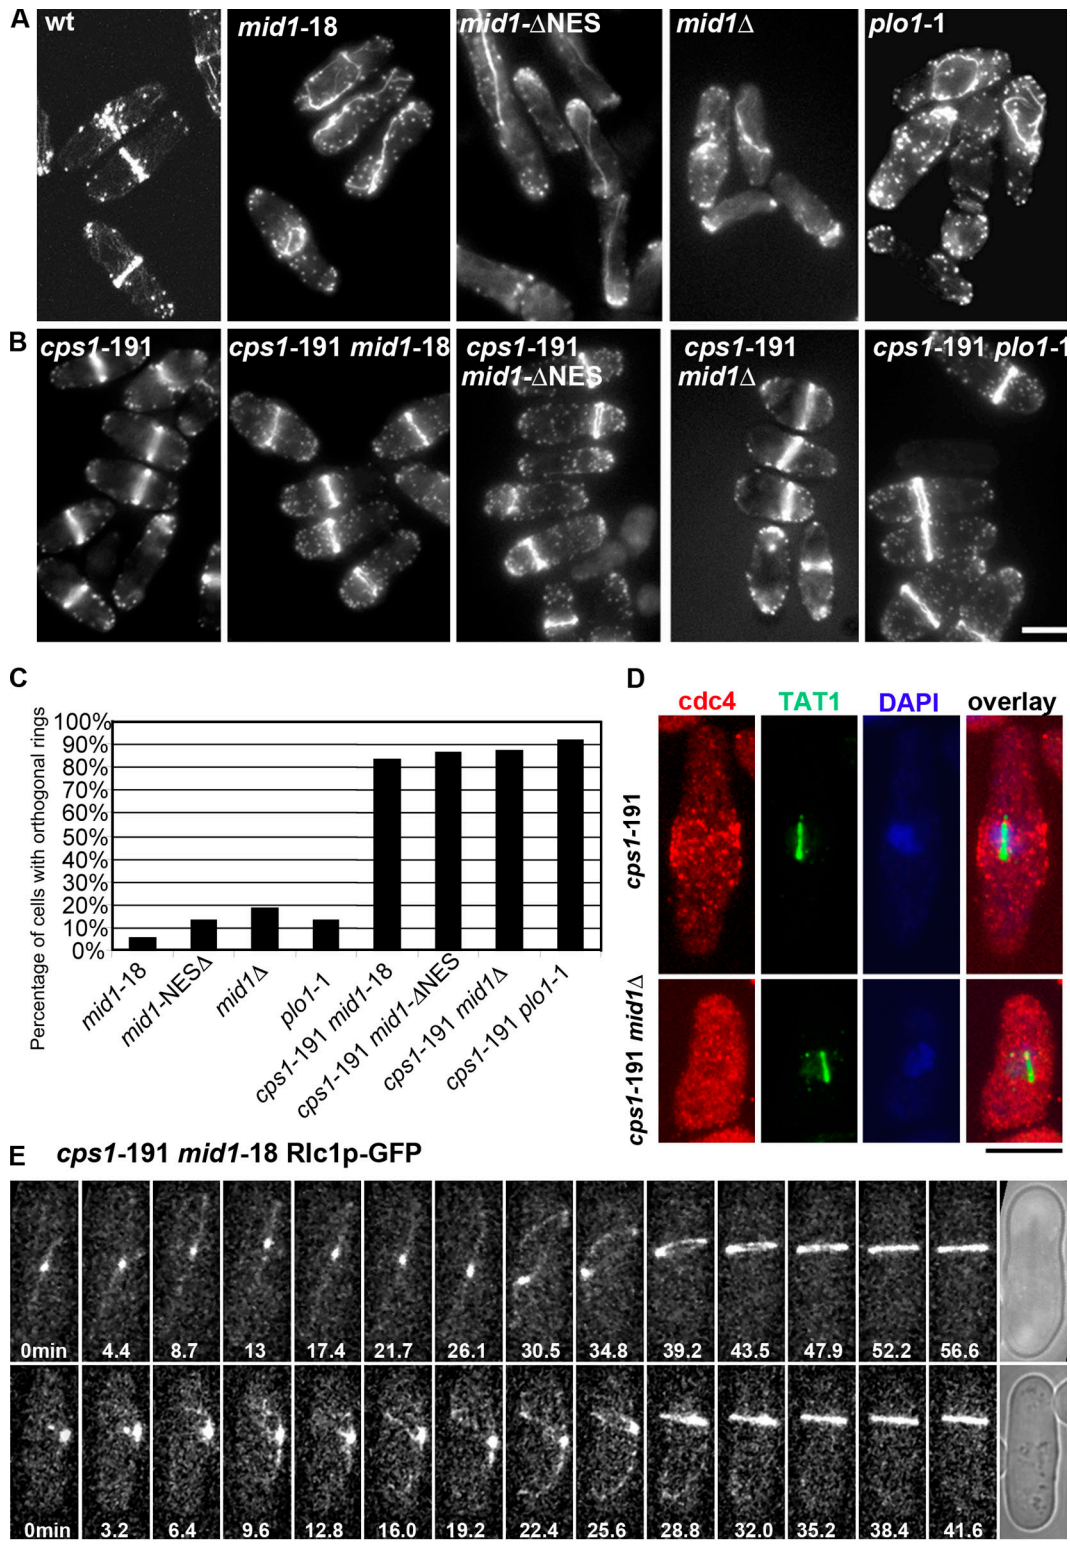 A
wt
mid1-18
mid1-ΔNES
mid1Δ
plo1-1
B
cps1-191
cps1-191 mid1-18
cps1-191
mid1-ΔNES
cps1-191
mid1Δ
cps1-191 plo1-1
C
Percentage of cells with orthogonal rings
100%
90%
80%
70%
60%
50%
40%
30%
20%
10%
0%
mid1-18
mid1-NESΔ
mid1Δ
plo1-1
cps1-191 mid1-18
cps1-191 mid1-ΔNES
cps1-191 mid1Δ
cps1-191 plo1-1
D
cdc4 TAT1 DAPI overlay
cps1-191
cps1-191 mid1Δ
E cps1-191 mid1-18 Rlc1p-GFP
0min 4.4 8.7 13 17.4 21.7 26.1 30.5 34.8 39.2 43.5 47.9 52.2 56.6
0min 3.2 6.4 9.6 12.8 16.0 19.2 22.4 25.6 28.8 32.0 35.2 38.4 41.6